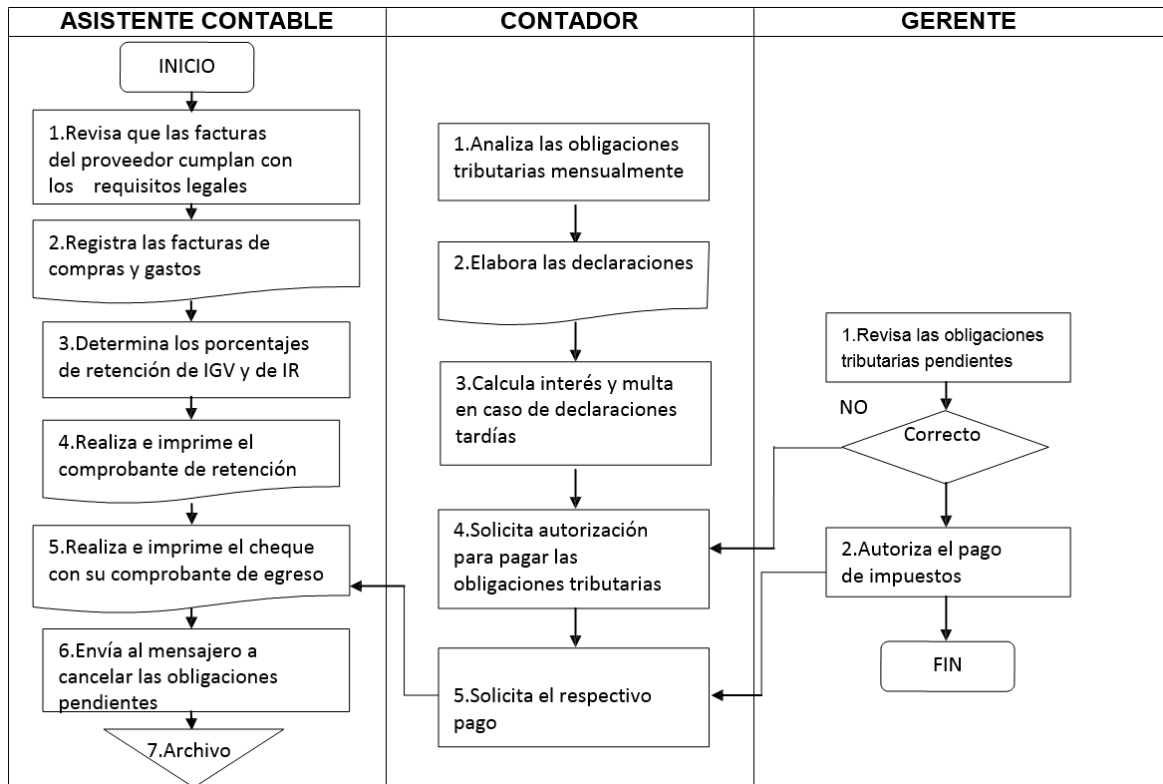 ASISTENTE CONTABLE
INICIO
1.Revisa que las facturas
del proveedor cumplan con
los requisitos legales
2.Registra las facturas de
compras y gastos
3.Determina los porcentajes
de retención de IGV y de IR
4.Realiza e imprime el
comprobante de retención
5.Realiza e imprime el cheque
con su comprobante de egreso
6.Envía al mensajero a
cancelar las obligaciones
pendientes
7.Archivo
CONTADOR
1.Analiza las obligaciones
tributarias mensualmente
2.Elabora las declaraciones
3.Calcula interés y multa
en caso de declaraciones
tardías
4.Solicita autorización
para pagar las
obligaciones tributarias
5.Solicita el respectivo
pago
GERENTE
1.Revisa las obligaciones
tributarias pendientes
NO
Correcto
2.Autoriza el pago
de impuestos
FIN